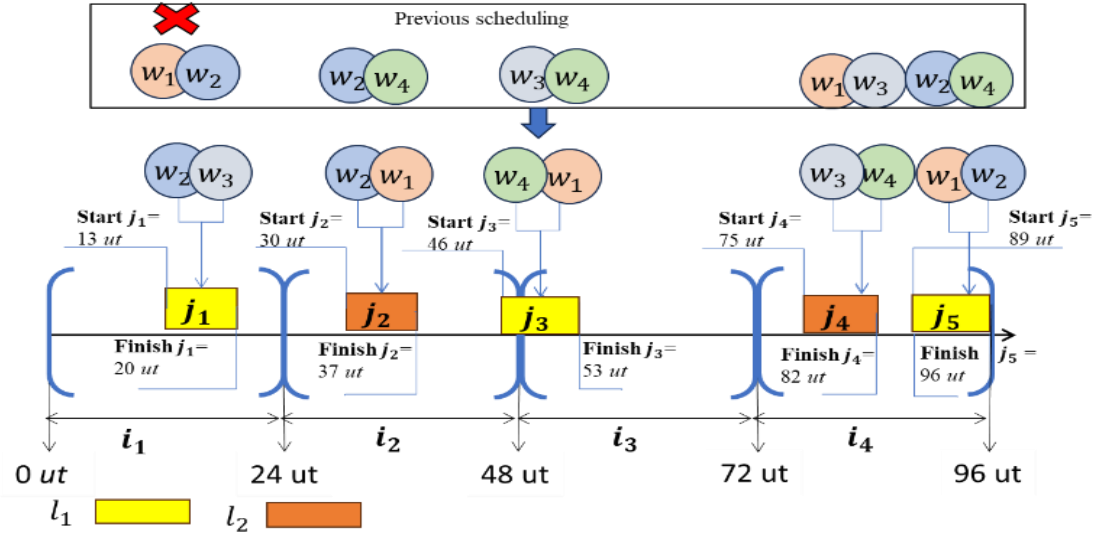 Previous scheduling
w₁ w₂ w₂ w₄ w₃ w₄ w₁ w₃ w₂ w₄
w₂ w₃ w₂ w₁ w₄ w₁ w₃ w₄ w₁ w₂
Start j₁=
13 ut
Start j₂=
30 ut
Start j₃=
46 ut
Start j₄=
75 ut
Start j₅=
89 ut
j₁ j₂ j₃ j₄ j₅
Finish j₁=
20 ut
Finish j₂=
37 ut
Finish j₃=
53 ut
Finish j₄=
82 ut
Finish j₅ =
96 ut
i₁ i₂ i₃ i₄
0 ut 24 ut 48 ut 72 ut 96 ut
l₁ l₂